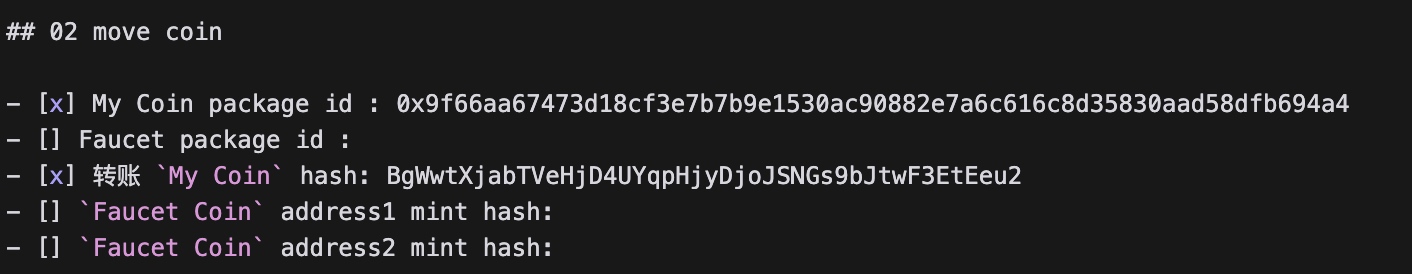 ## 02 move coin
- [x] My Coin package id : 0x9f66aa67473d18cf3e7b7b9e1530ac90882e7a6c616c8d35830aad58dfb694a4
- [] Faucet package id :
- [x] 转账 `My Coin` hash: BgWwtXjabTVeHjD4UYqpHjyDjoJSNGs9bJtwF3EtEeu2
- [] `Faucet Coin` address1 mint hash:
- [] `Faucet Coin` address2 mint hash: